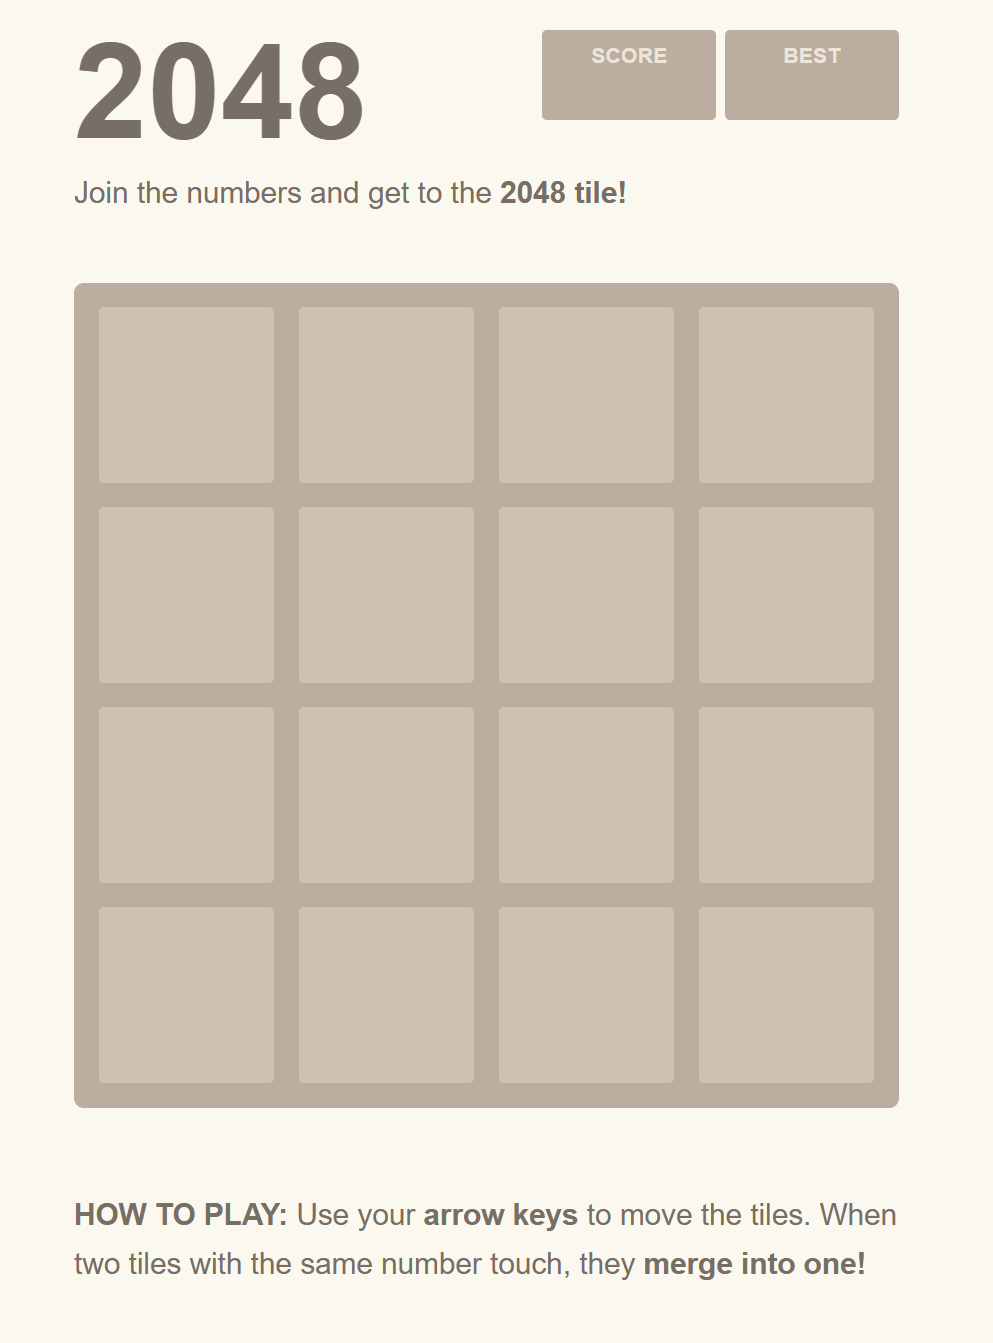 2048
SCORE
BEST
Join the numbers and get to the 2048 tile!
HOW TO PLAY: Use your arrow keys to move the tiles. When
two tiles with the same number touch, they merge into one!